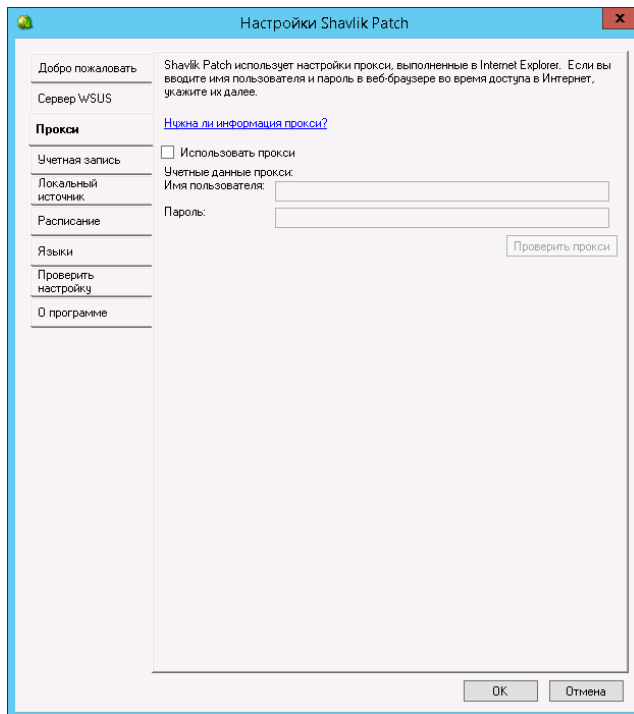 Настройки Shavlik Patch
x
Добро пожаловать
Сервер WSUS
Прокси
Учетная запись
Локальный
источник
Расписание
Языки
Проверить
настройку
О программе
Shavlik Patch использует настройки прокси, выполненные в Internet Explorer. Если вы
вводите имя пользователя и пароль в веб-браузере во время доступа в Интернет,
укажите их далее.
Нужна ли информация прокси?
Использовать прокси
Учетные данные прокси:
Имя пользователя:
Пароль:
Проверить прокси
OK
Отмена